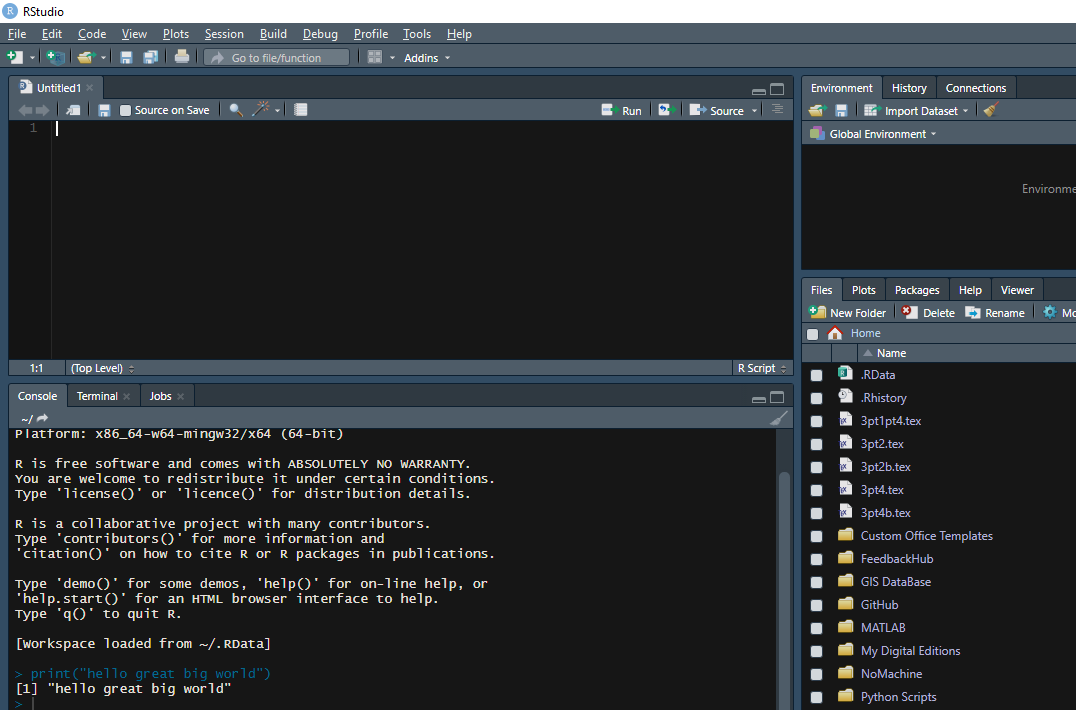 RStudio
File Edit Code View Plots Session Build Debug Profile Tools Help
Go to file/function Addins
Untitled1
Source on Save Run Source
1
1:1 (Top Level) R Script
Console Terminal Jobs
~/
Platform: x86_64-w64-mingw32/x64 (64-bit)
R is free software and comes with ABSOLUTELY NO WARRANTY.
You are welcome to redistribute it under certain conditions.
Type 'license()' or 'licence()' for distribution details.
R is a collaborative project with many contributors.
Type 'contributors()' for more information and
'citation()' on how to cite R or R packages in publications.
Type 'demo()' for some demos, 'help()' for on-line help, or
'help.start()' for an HTML browser interface to help.
Type 'q()' to quit R.
[Workspace loaded from ~/.RData]
> print("hello great big world")
[1] "hello great big world"
>
Environment History Connections
Import Dataset
Global Environment
Environme
Files Plots Packages Help Viewer
New Folder Delete Rename Mo
Home
Name
.RData
.Rhistory
3pt1pt4.tex
3pt2.tex
3pt2b.tex
3pt4.tex
3pt4b.tex
Custom Office Templates
FeedbackHub
GIS DataBase
GitHub
MATLAB
My Digital Editions
NoMachine
Python Scripts